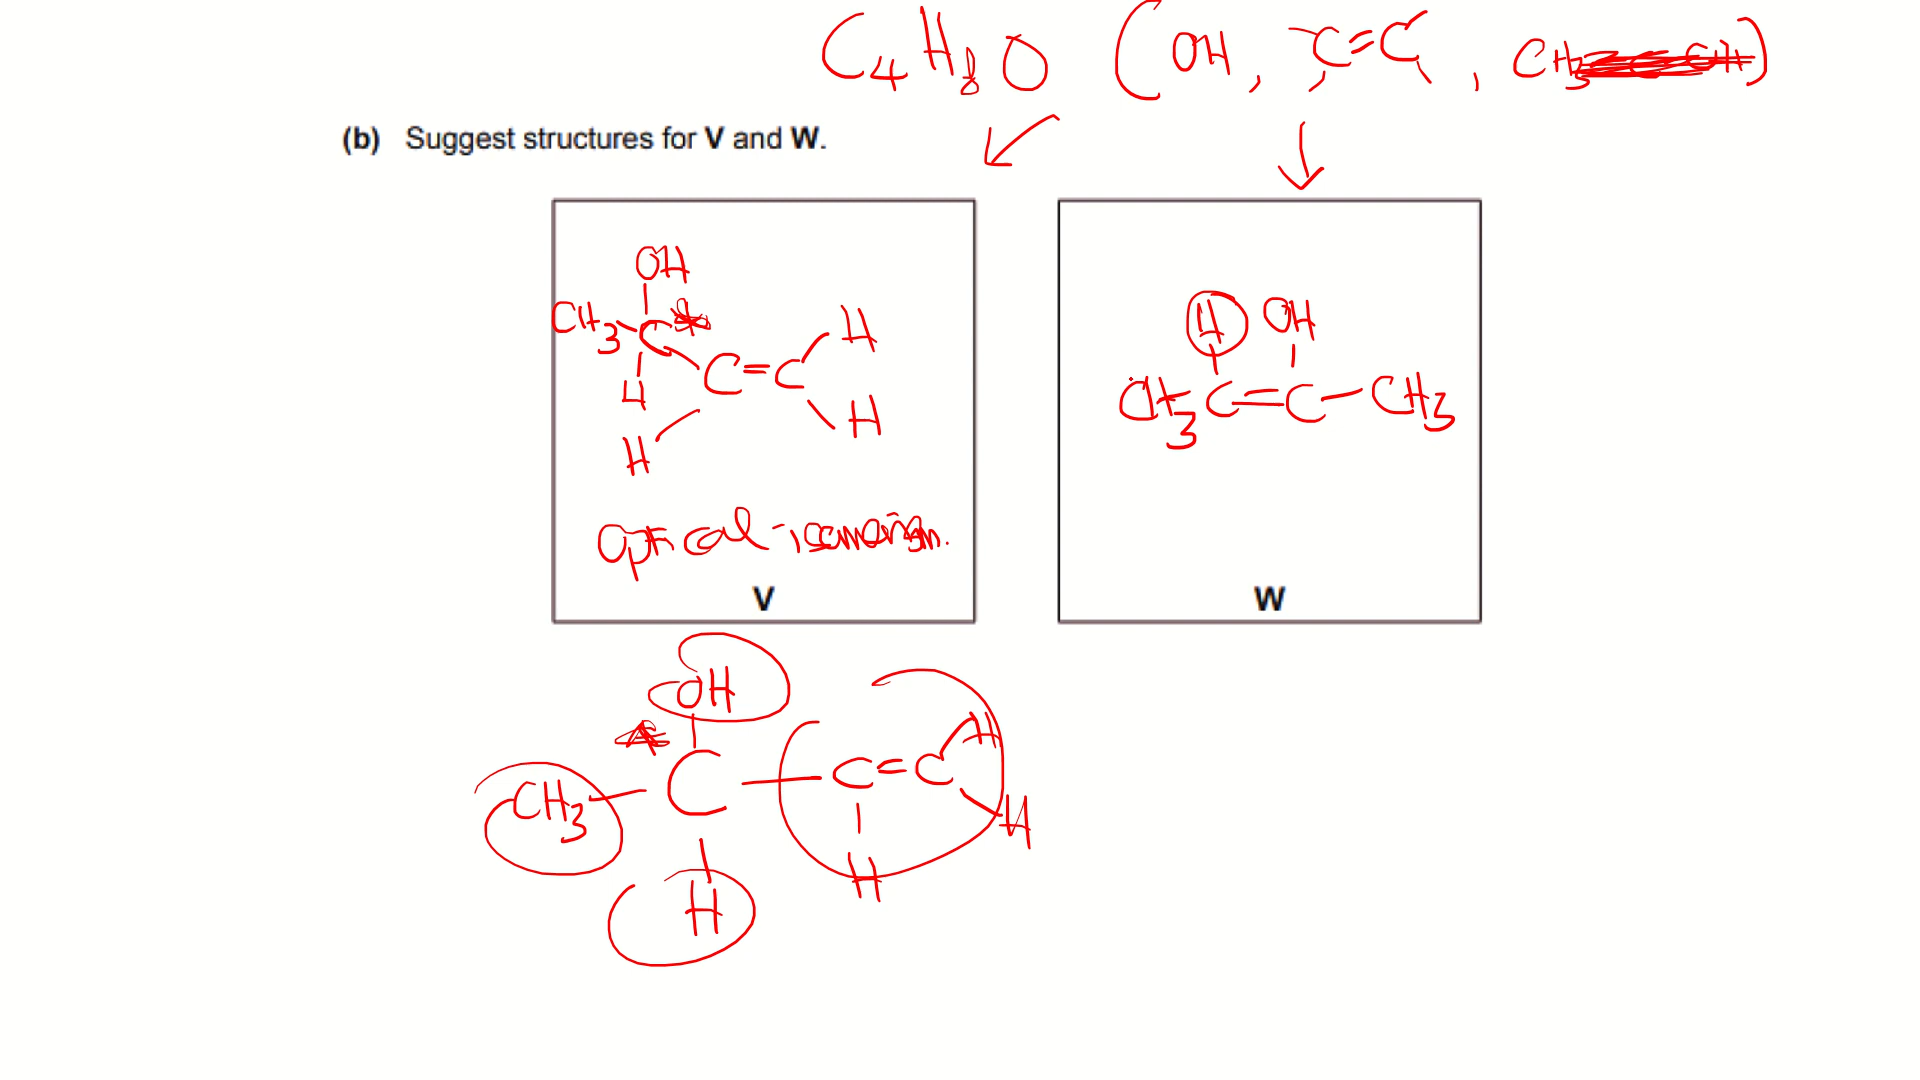 C4H8O (OH, C=C, CH3)
(b) Suggest structures for V and W.
OH
CH3 C* C=C H
H
H
H
optical isomerism.
V
H OH
CH3 C=C-CH3
W
OH
CH3-C-C=C H
H
H
H